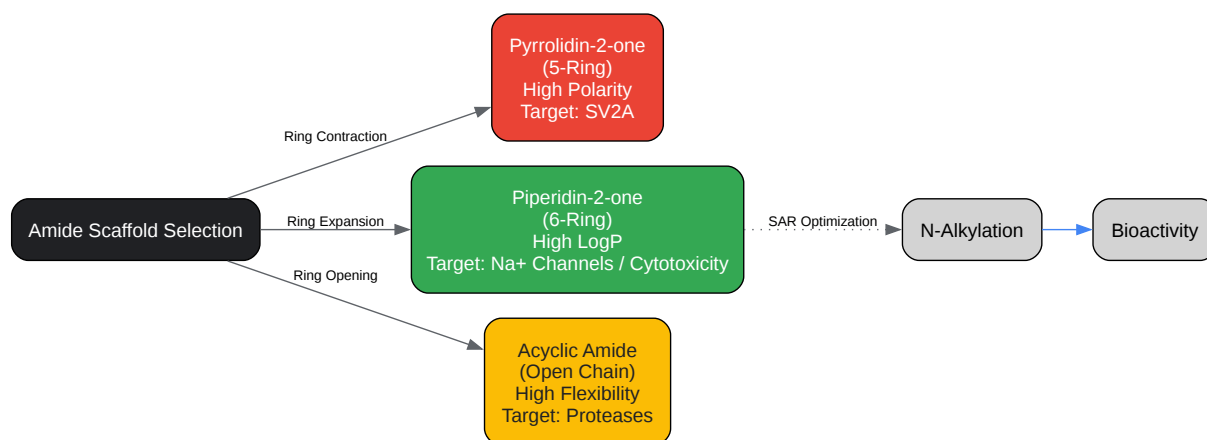 Amide Scaffold Selection
Ring Contraction
Ring Expansion
Ring Opening
Pyrrolidin-2-one
(5-Ring)
High Polarity
Target: SV2A
Piperidin-2-one
(6-Ring)
High LogP
Target: Na+ Channels / Cytotoxicity
Acyclic Amide
(Open Chain)
High Flexibility
Target: Proteases
SAR Optimization
N-Alkylation
Bioactivity